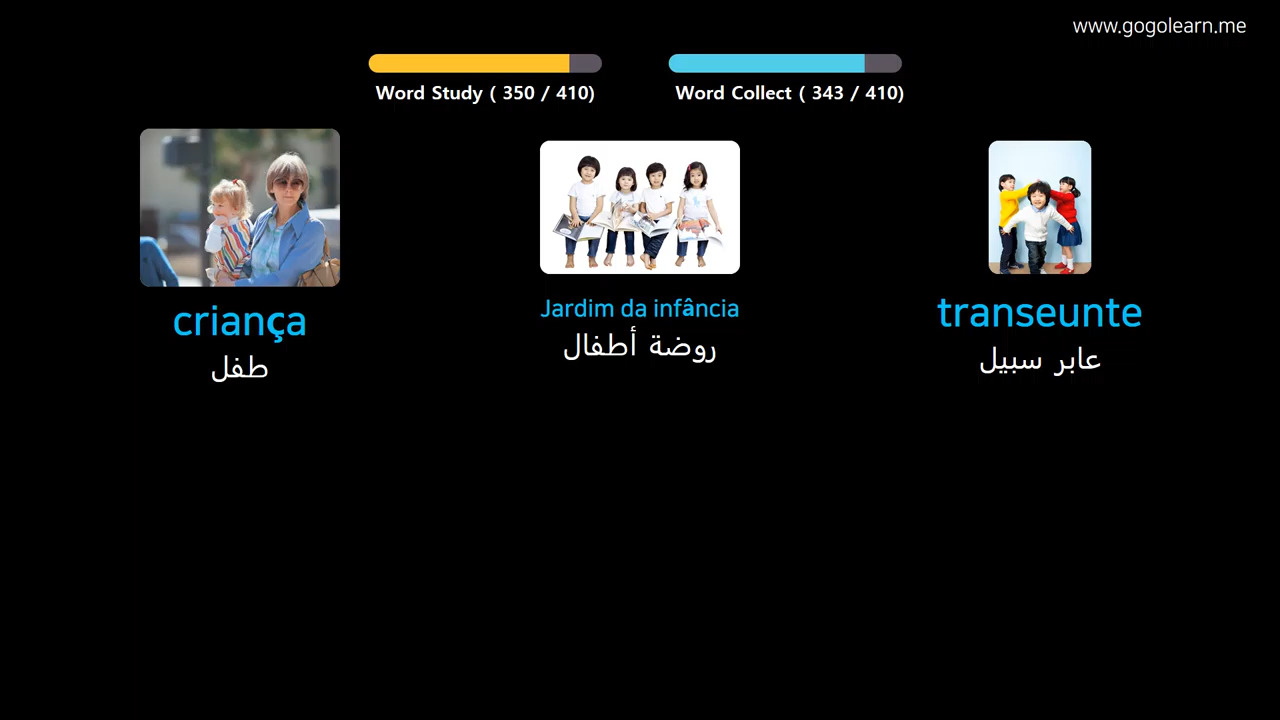 www.gogolearn.me
Word Study ( 350 / 410)
Word Collect ( 343 / 410)
criança
طفل
Jardim da infância
روضة أطفال
transeunte
عابر سبيل